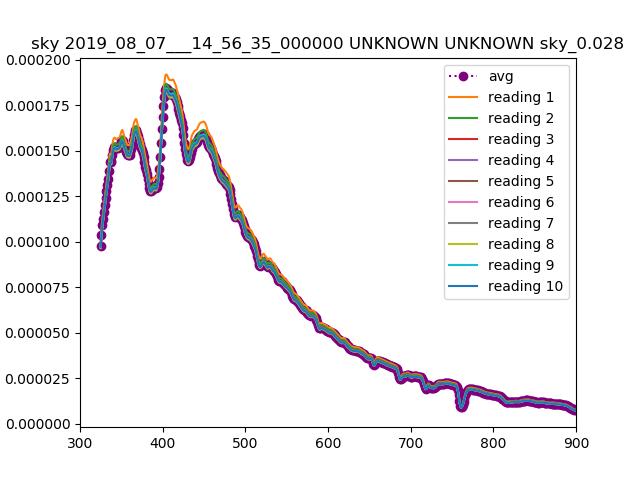 sky 2019_08_07___14_56_35_000000 UNKNOWN UNKNOWN sky_0.028
0.000200
0.000175
0.000150
0.000125
0.000100
0.000075
0.000050
0.000025
0.000000
avg
reading 1
reading 2
reading 3
reading 4
reading 5
reading 6
reading 7
reading 8
reading 9
reading 10
300 400 500 600 700 800 900